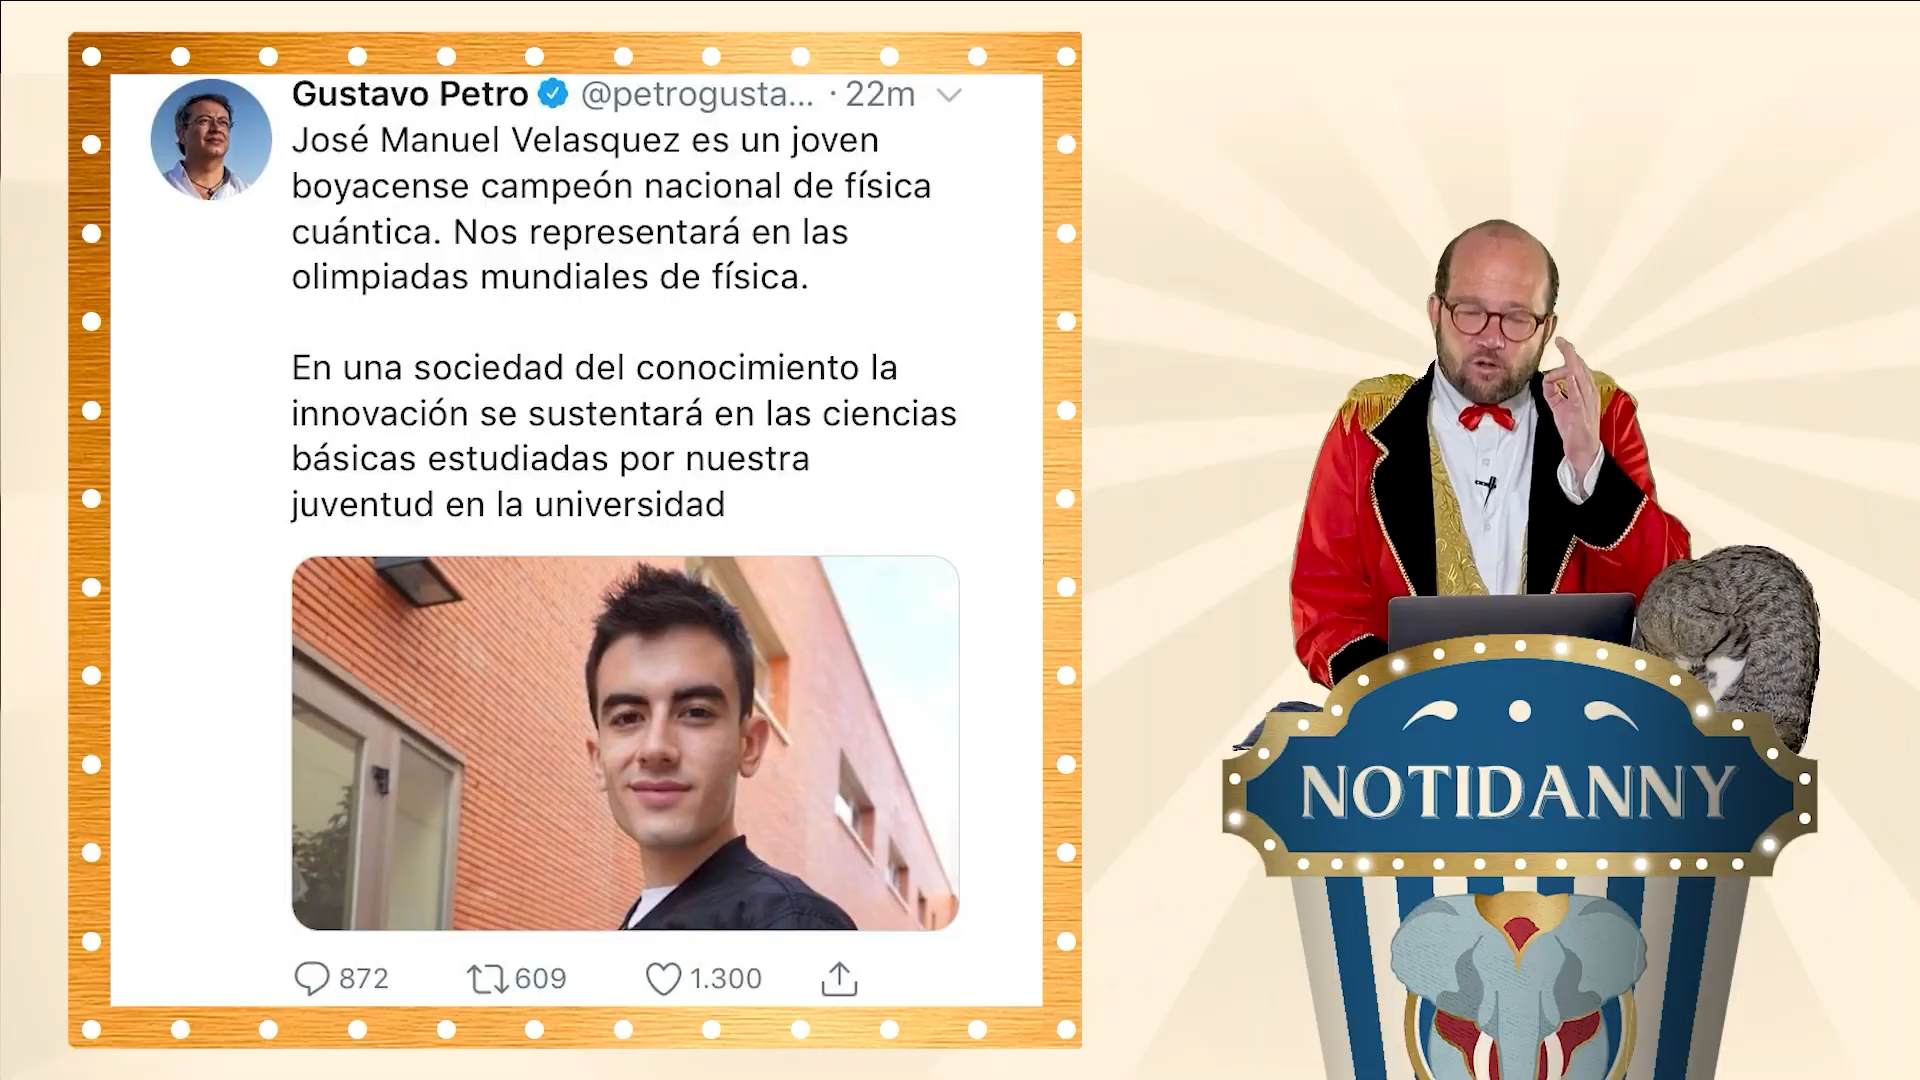 Gustavo Petro @petrogusta... · 22m
José Manuel Velasquez es un joven
boyacense campeón nacional de física
cuántica. Nos representará en las
olimpiadas mundiales de física.
En una sociedad del conocimiento la
innovación se sustentará en las ciencias
básicas estudiadas por nuestra
juventud en la universidad
872 609 1.300
NOTIDANNY